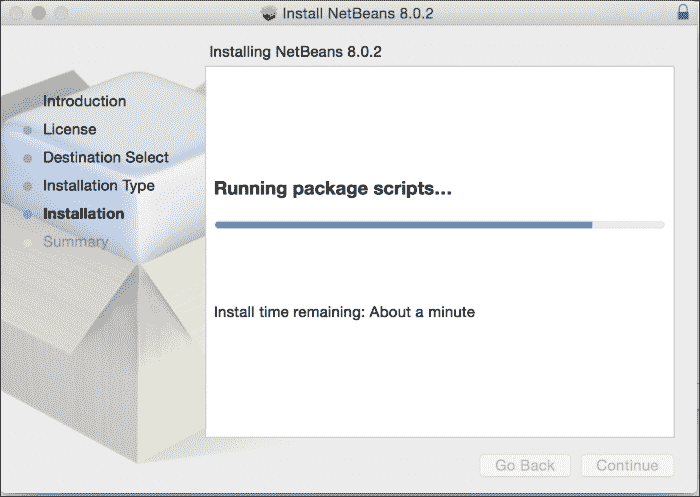 Install NetBeans 8.0.2
Installing NetBeans 8.0.2
Introduction
License
Destination Select
Installation Type
Installation
Summary
Running package scripts...
Install time remaining: About a minute
Go Back
Continue